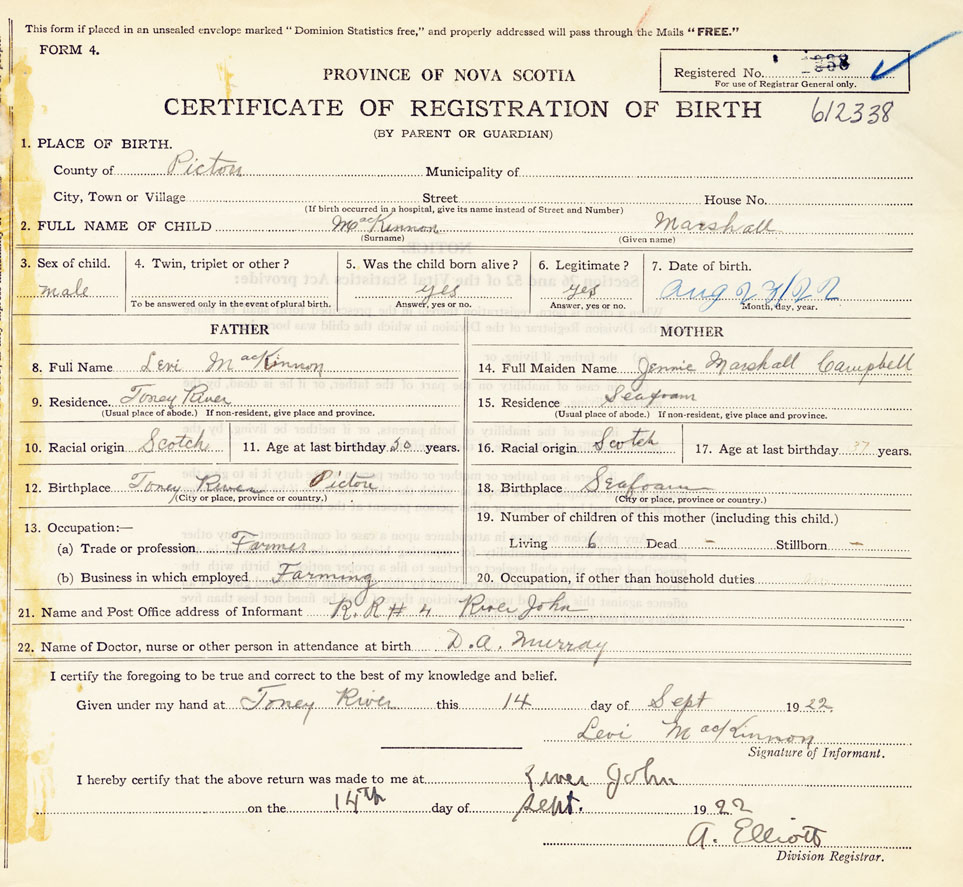 This form if placed in an unsealed envelope marked "Dominion Statistics free," and properly addressed will pass through the Mails "FREE."
FORM 4.
Registered No.
For use of Registrar General only.
PROVINCE OF NOVA SCOTIA
CERTIFICATE OF REGISTRATION OF BIRTH 612338
(BY PARENT OR GUARDIAN)
1. PLACE OF BIRTH.
County of Pictou Municipality of
City, Town or Village Street House No.
(If birth occurred in a hospital, give its name instead of Street and Number)
2. FULL NAME OF CHILD MacKinnon Marshall
(Surname) (Given name)
3. Sex of child. 4. Twin, triplet or other? 5. Was the child born alive? 6. Legitimate? 7. Date of birth.
male yes yes Aug 23/22
To be answered only in the event of plural birth. Answer, yes or no. Answer, yes or no. Month, day, year.
FATHER MOTHER
8. Full Name Levi MacKinnon 14. Full Maiden Name Jennie Marshall Campbell
9. Residence. Toney River 15. Residence Seafoam
(Usual place of abode.) If non-resident, give place and province. (Usual place of abode.) If non-resident, give place and province.
10. Racial origin Scotch 11. Age at last birthday 50 years. 16. Racial origin Scotch 17. Age at last birthday 37 years.
12. Birthplace Toney River Pictou 18. Birthplace Seafoam
(City or place, province or country.) (City or place, province or country.)
13. Occupation:— 19. Number of children of this mother (including this child.)
(a) Trade or profession Farmer Living 6 Dead – Stillborn –
(b) Business in which employed Farming 20. Occupation, if other than household duties
21. Name and Post Office address of Informant R.R # 4 River John
22. Name of Doctor, nurse or other person in attendance at birth D.A. Murray
I certify the foregoing to be true and correct to the best of my knowledge and belief.
Given under my hand at Toney River this 14 day of Sept 1922.
Levi MacKinnon
Signature of Informant.
I hereby certify that the above return was made to me at River John
on the 14th day of Sept. 1922
A. Elliott
Division Registrar.